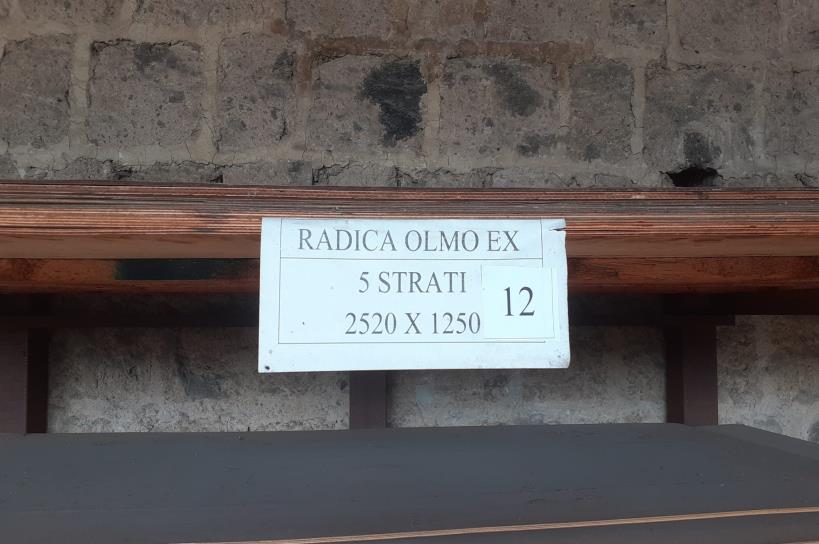 RADICA OLMO EX
5 STRATI
2520 X 1250
12